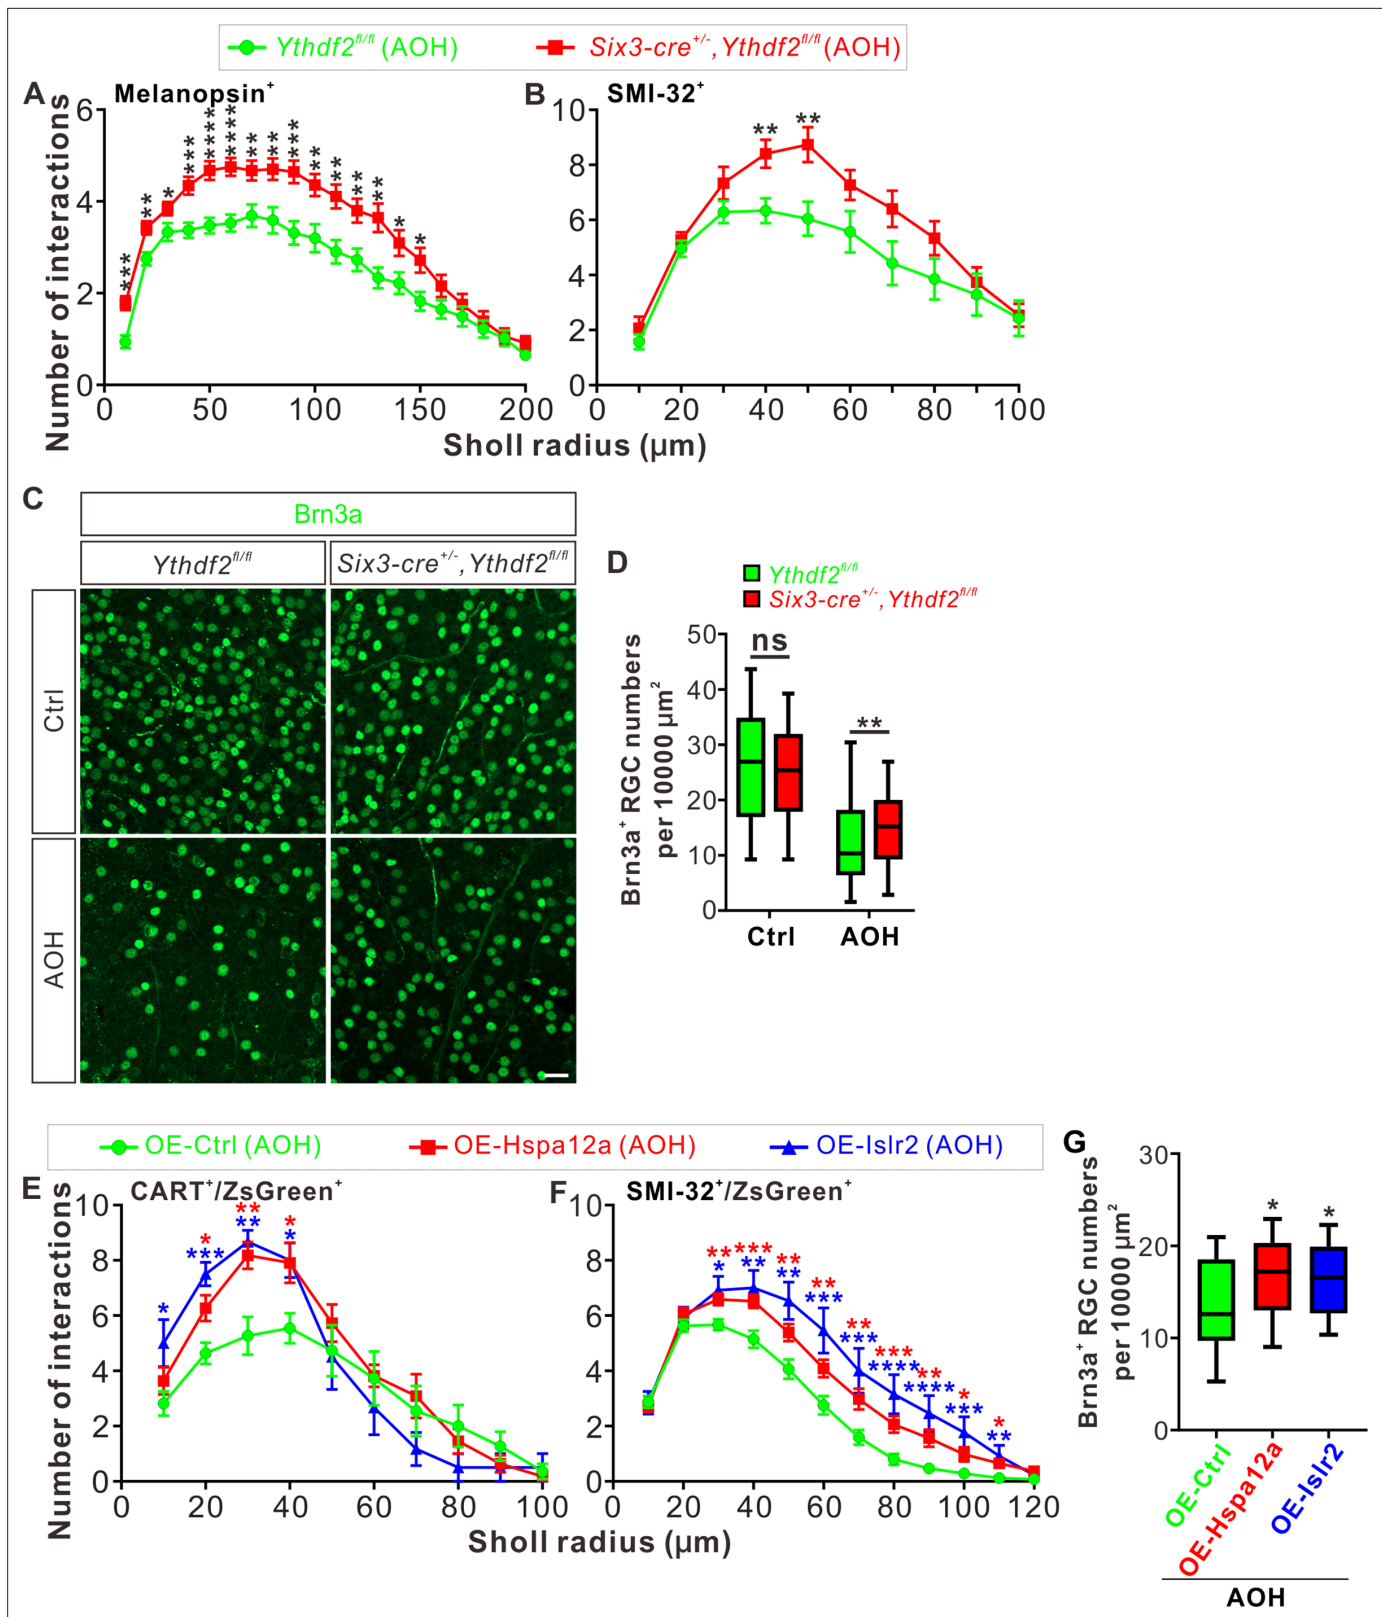 Ythdf2fl/fl (AOH)
Six3-cre+/-, Ythdf2fl/fl (AOH)
A
Melanopsin+
B
SMI-32+
Number of interactions
6
4
2
0
*** ** * *** **** **** ** ** *** ** ** ** ** * *
0 50 100 150 200
10
8
6
4
2
0
** **
0 20 40 60 80 100
Sholl radius (µm)
C
Brn3a
Ythdf2fl/fl
Six3-cre+/-, Ythdf2fl/fl
Ctrl
AOH
D
Ythdf2fl/fl
Six3-cre+/-, Ythdf2fl/fl
Brn3a+ RGC numbers
per 10000 µm2
50
40
30
20
10
0
ns
**
Ctrl AOH
OE-Ctrl (AOH)
OE-Hspa12a (AOH)
OE-Islr2 (AOH)
E
CART+/ZsGreen+
F
SMI-32+/ZsGreen+
Number of interactions
10
8
6
4
2
0
* ** *
* *** ** *
0 20 40 60 80 100
10
8
6
4
2
0
** *** ** ** ** *** ** * *
* ** ** *** *** **** **** *** **
0 20 40 60 80 100 120
Sholl radius (µm)
G
Brn3a+ RGC numbers
per 10000 µm2
30
20
10
0
* *
OE-Ctrl
OE-Hspa12a
OE-Islr2
AOH